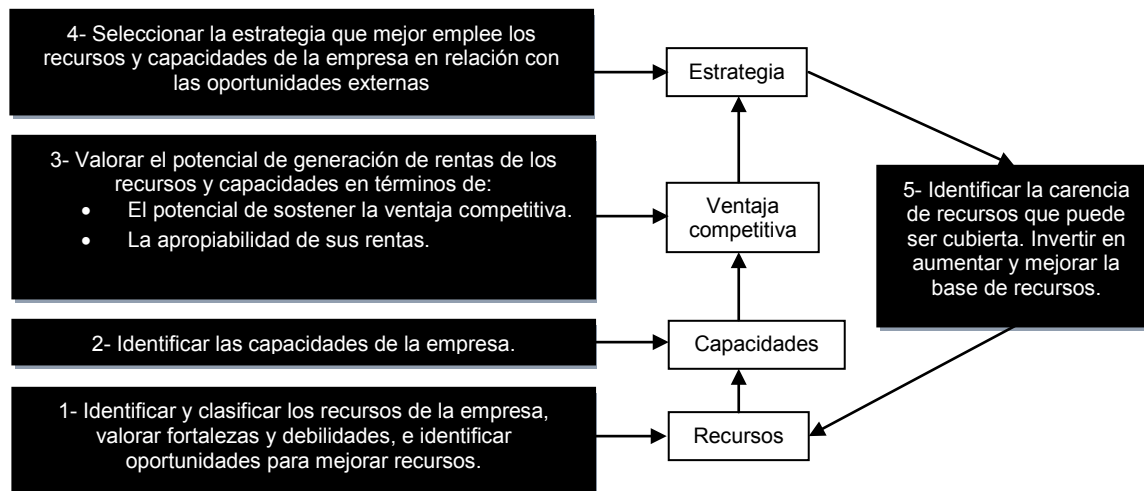 4- Seleccionar la estrategia que mejor emplee los
recursos y capacidades de la empresa en relación con
las oportunidades externas
Estrategia
3- Valorar el potencial de generación de rentas de los
recursos y capacidades en términos de:
• El potencial de sostener la ventaja competitiva.
• La apropiabilidad de sus rentas.
Ventaja
competitiva
5- Identificar la carencia
de recursos que puede
ser cubierta. Invertir en
aumentar y mejorar la
base de recursos.
2- Identificar las capacidades de la empresa.
Capacidades
1- Identificar y clasificar los recursos de la empresa,
valorar fortalezas y debilidades, e identificar
oportunidades para mejorar recursos.
Recursos